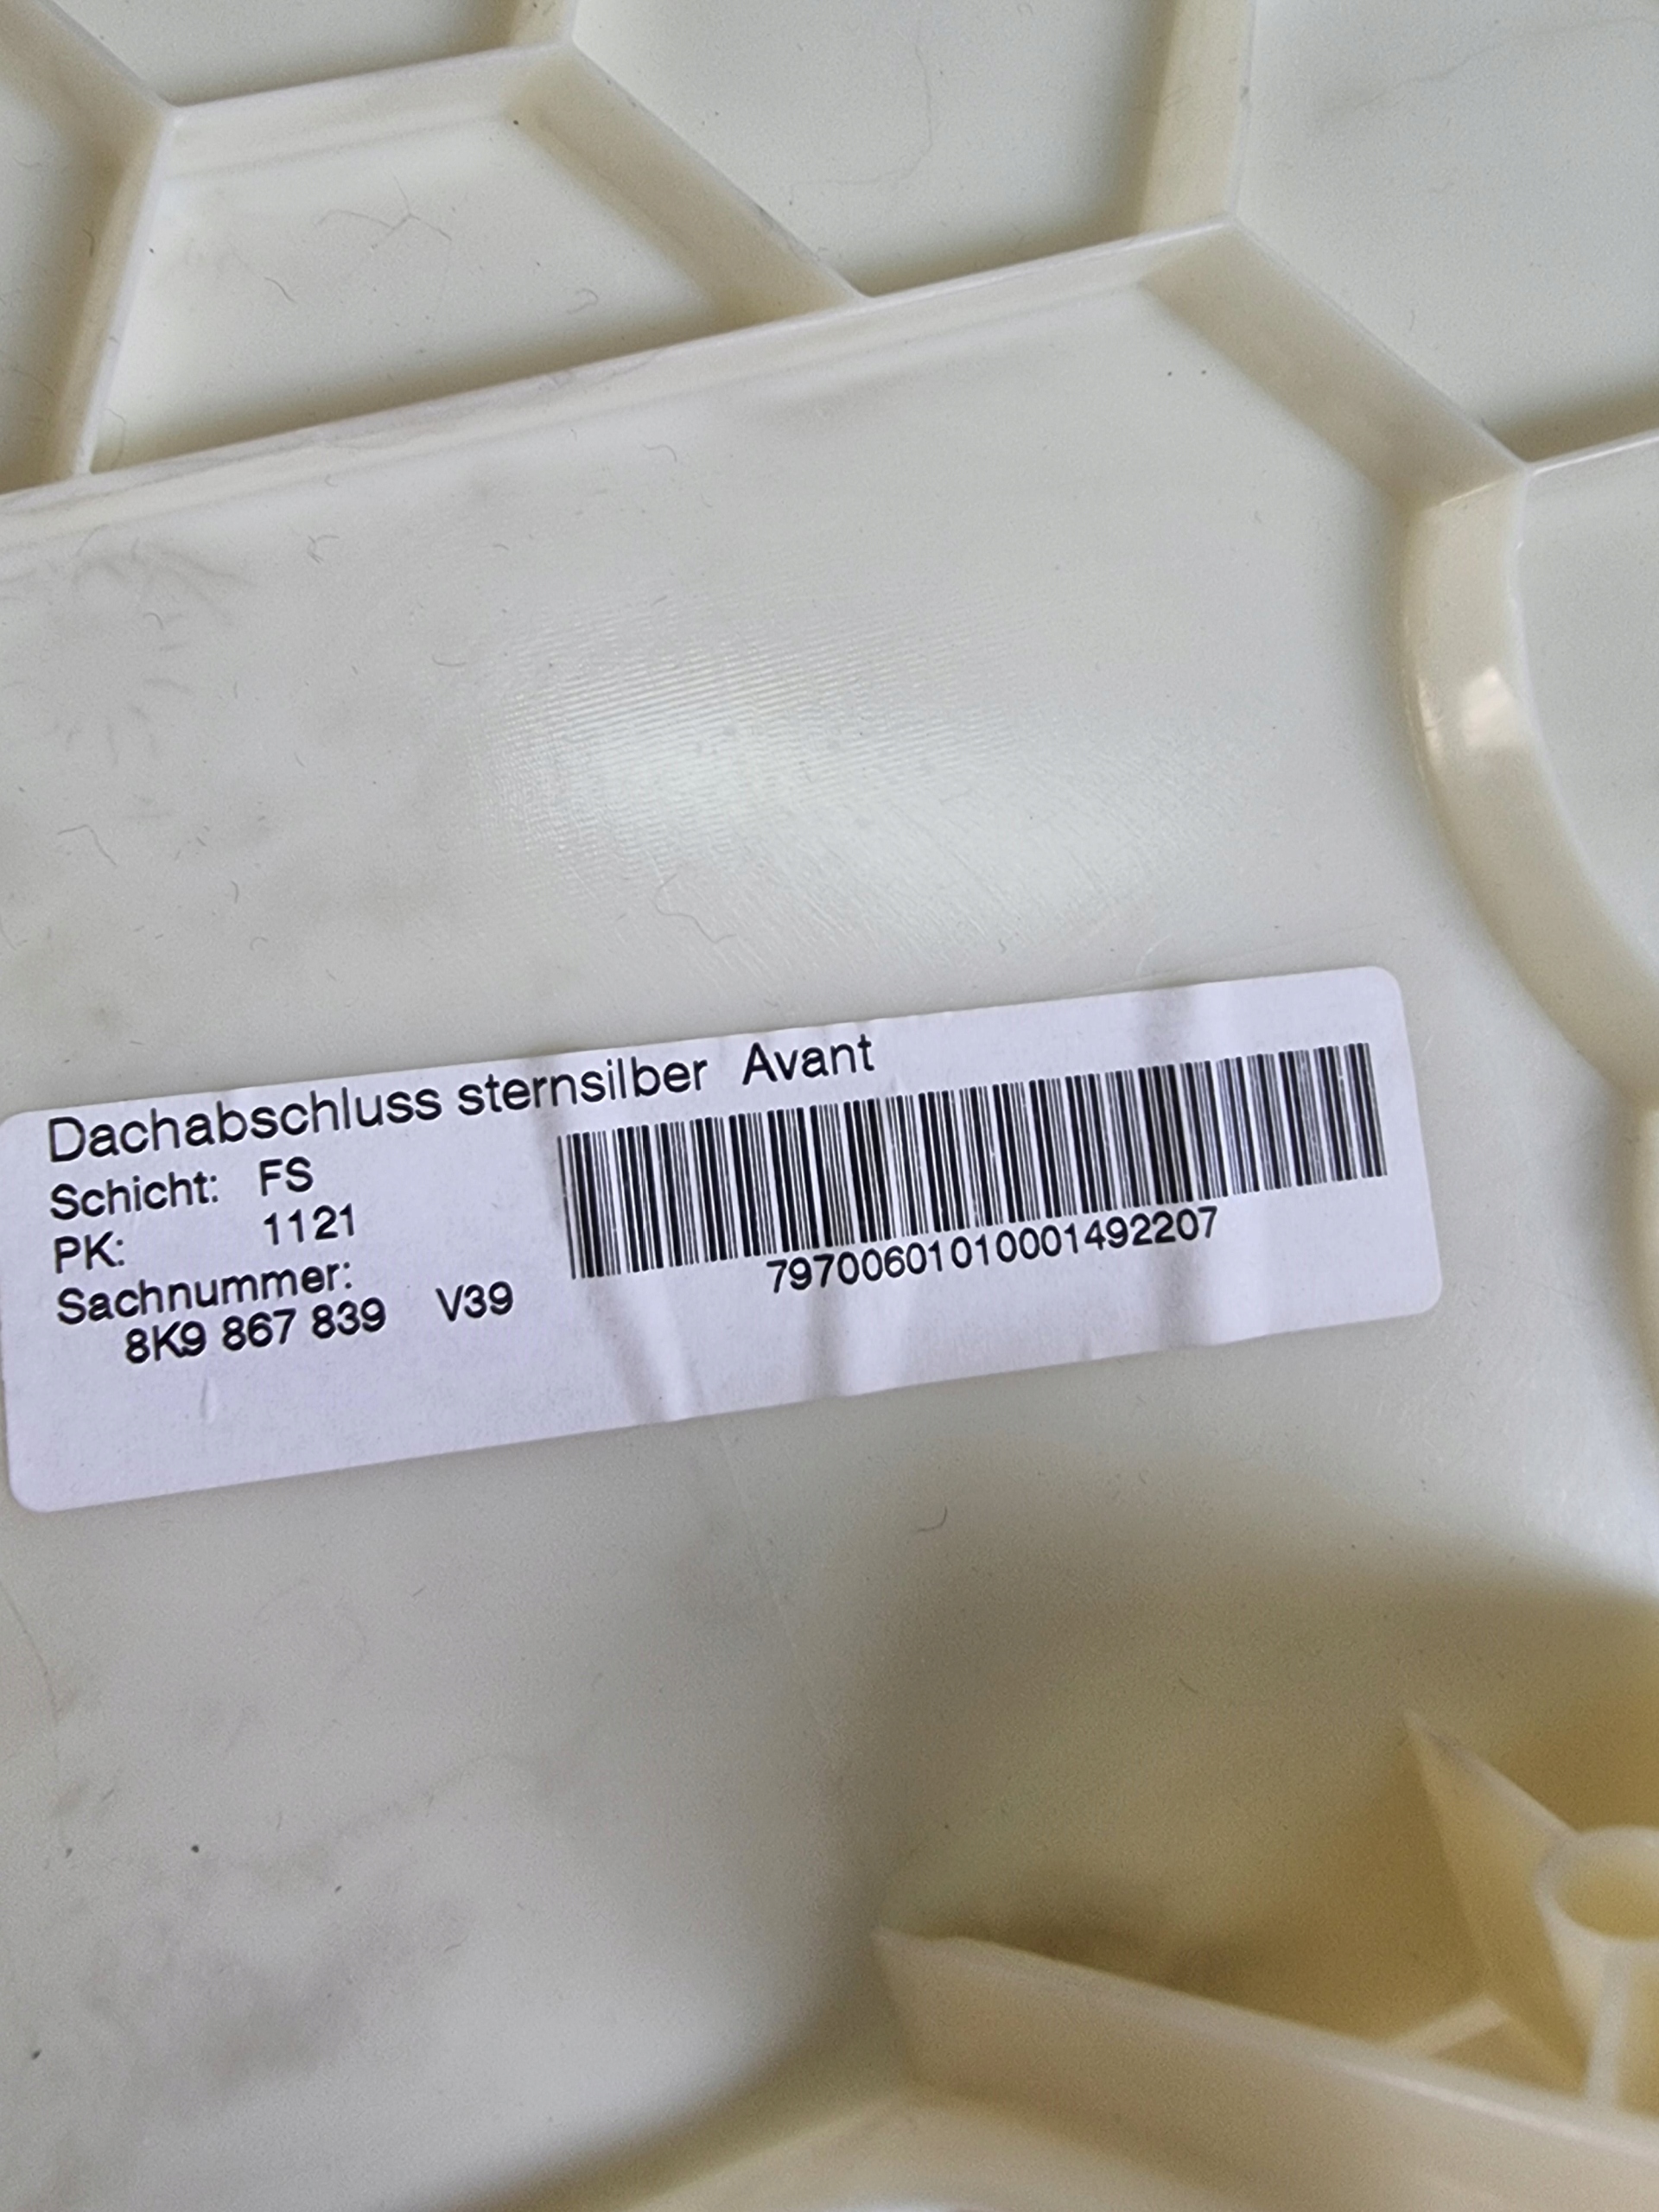 Dachabschluss sternsilber Avant
Schicht: FS
PK: 1121
Sachnummer:
8K9 867 839 V39
79700601010001492207